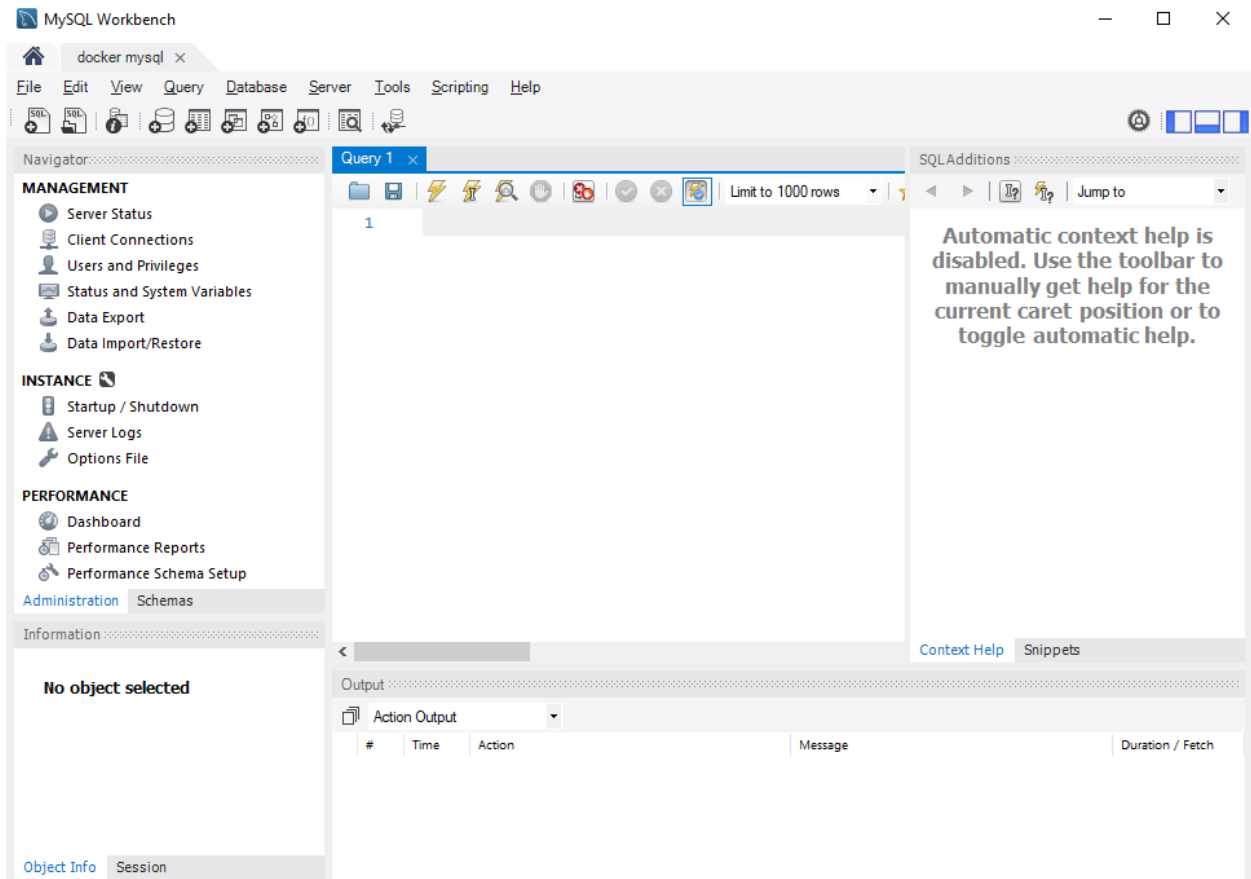 MySQL Workbench
docker mysql
File Edit View Query Database Server Tools Scripting Help
Navigator
MANAGEMENT
Server Status
Client Connections
Users and Privileges
Status and System Variables
Data Export
Data Import/Restore
INSTANCE
Startup / Shutdown
Server Logs
Options File
PERFORMANCE
Dashboard
Performance Reports
Performance Schema Setup
Administration Schemas
Information
No object selected
Object Info Session
Query 1
Limit to 1000 rows
1
Output
Action Output
# Time Action Message Duration / Fetch
SQLAdditions
Jump to
Automatic context help is
disabled. Use the toolbar to
manually get help for the
current caret position or to
toggle automatic help.
Context Help Snippets